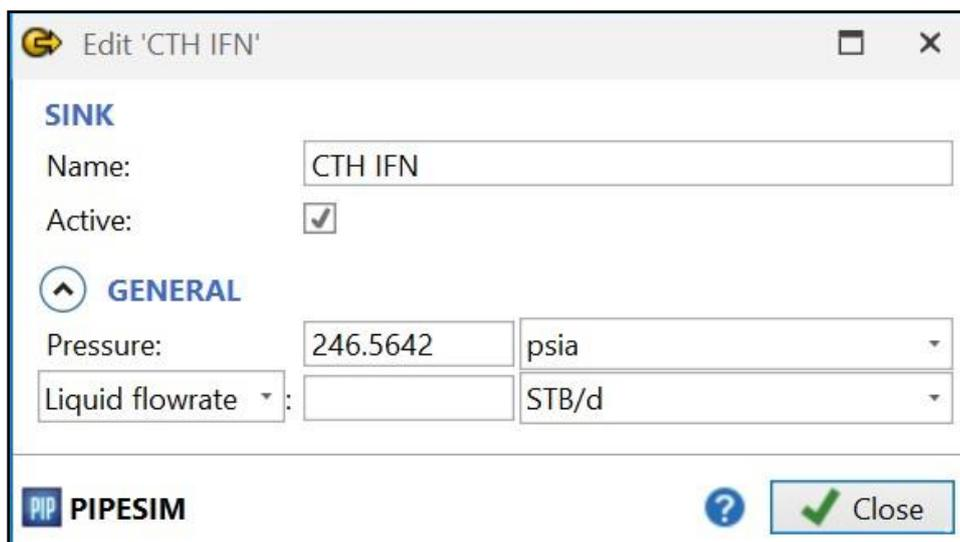 Edit 'CTH IFN'
SINK
Name: CTH IFN
Active:
GENERAL
Pressure: 246.5642 psia
Liquid flowrate : STB/d
PIP PIPESIM ? Close